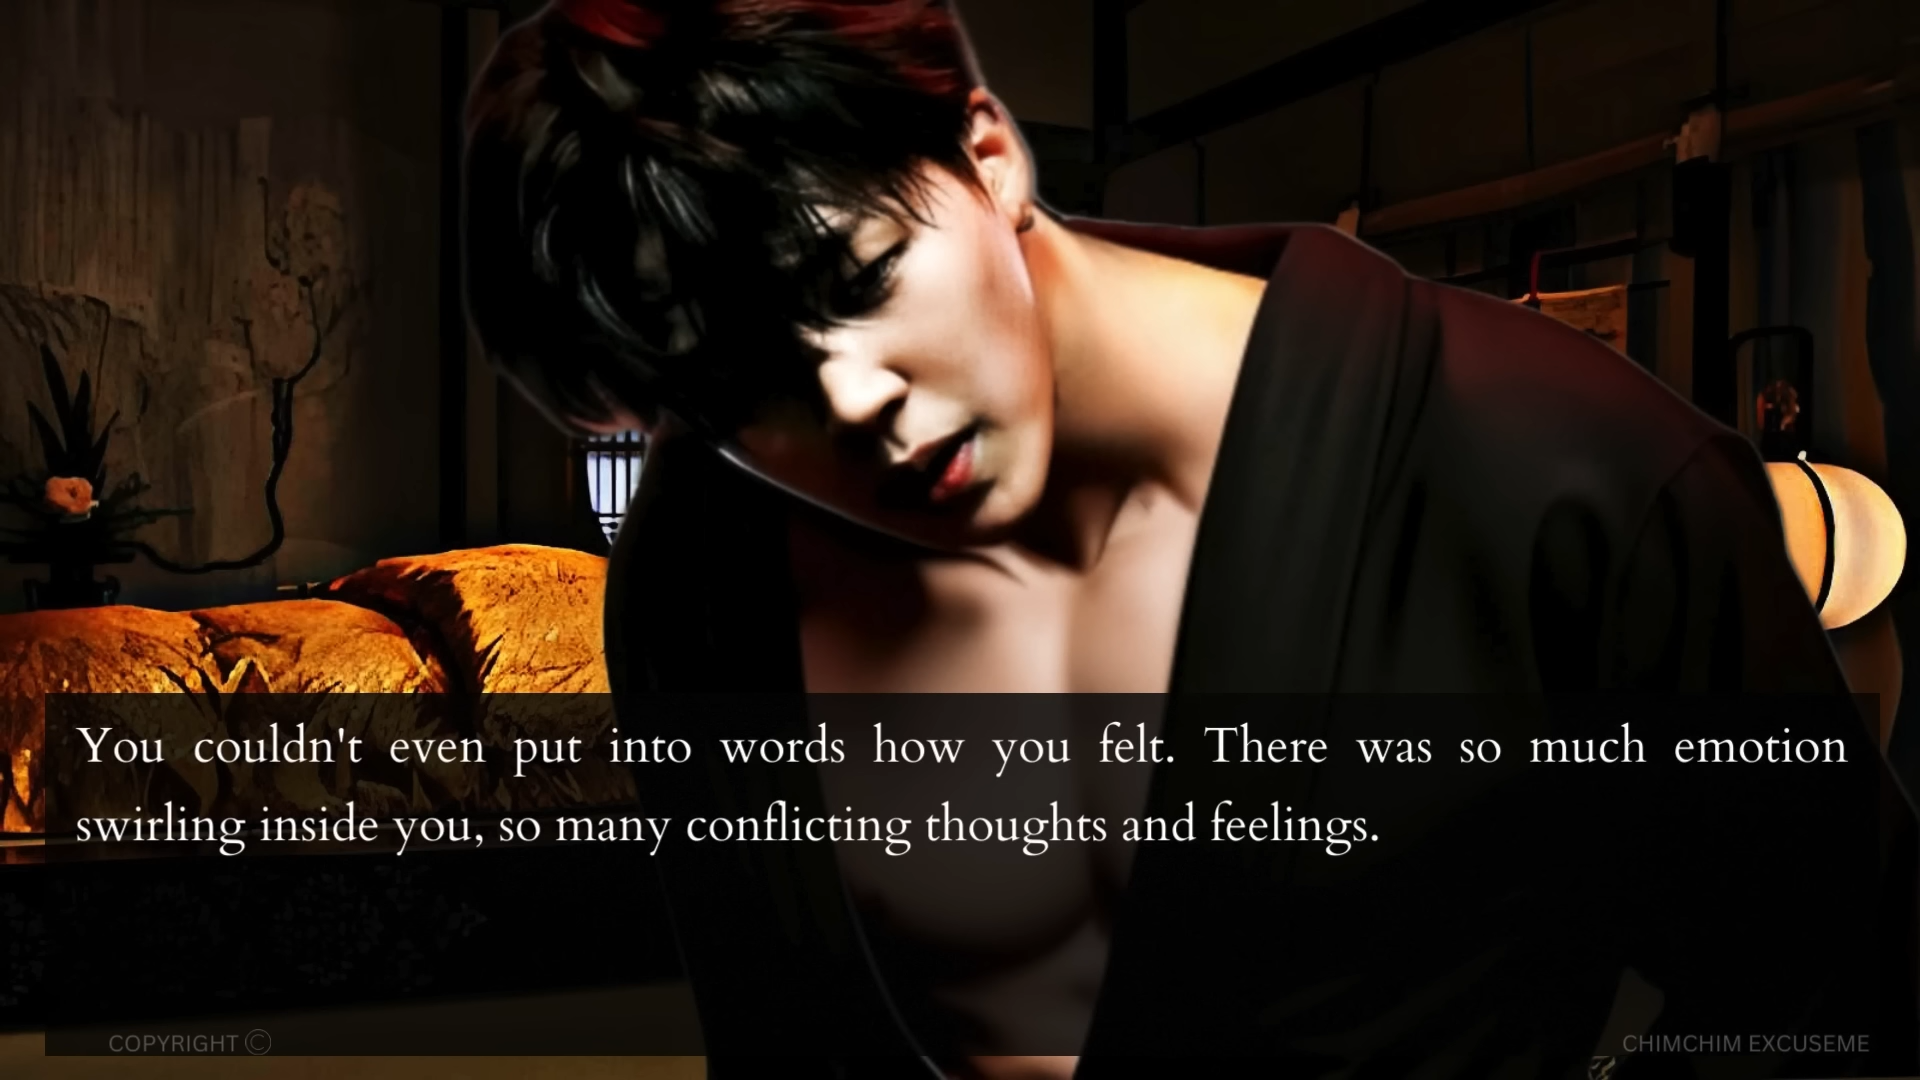 You couldn't even put into words how you felt. There was so much emotion
swirling inside you, so many conflicting thoughts and feelings.
COPYRIGHT © CHIMCHIM EXCUSEME